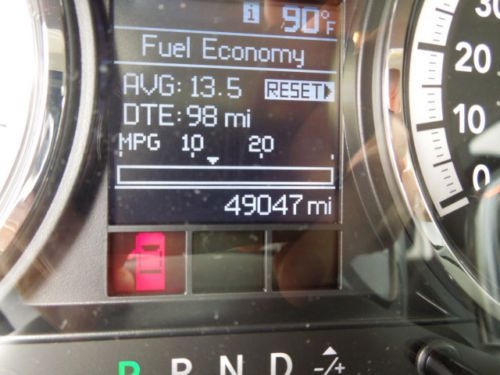 i 90°F
Fuel Economy
AVG: 13.5 RESET
DTE: 98 mi
MPG 10 20
49047 mi
30
20
10
0
P R N D -/+